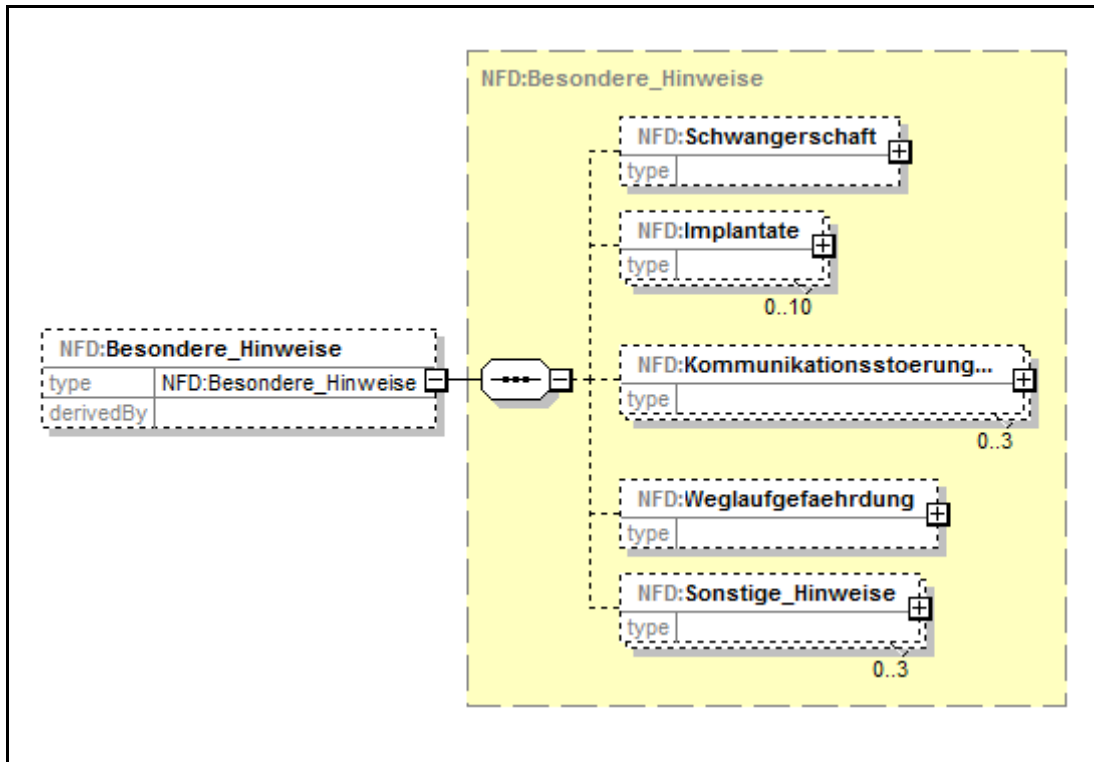 NFD:Besondere_Hinweise
NFD:Schwangerschaft
type
NFD:Implantate
type
0..10
NFD:Besondere_Hinweise
type NFD:Besondere_Hinweise
derivedBy
NFD:Kommunikationsstoerung...
type
0..3
NFD:Weglaufgefaehrdung
type
NFD:Sonstige_Hinweise
type
0..3